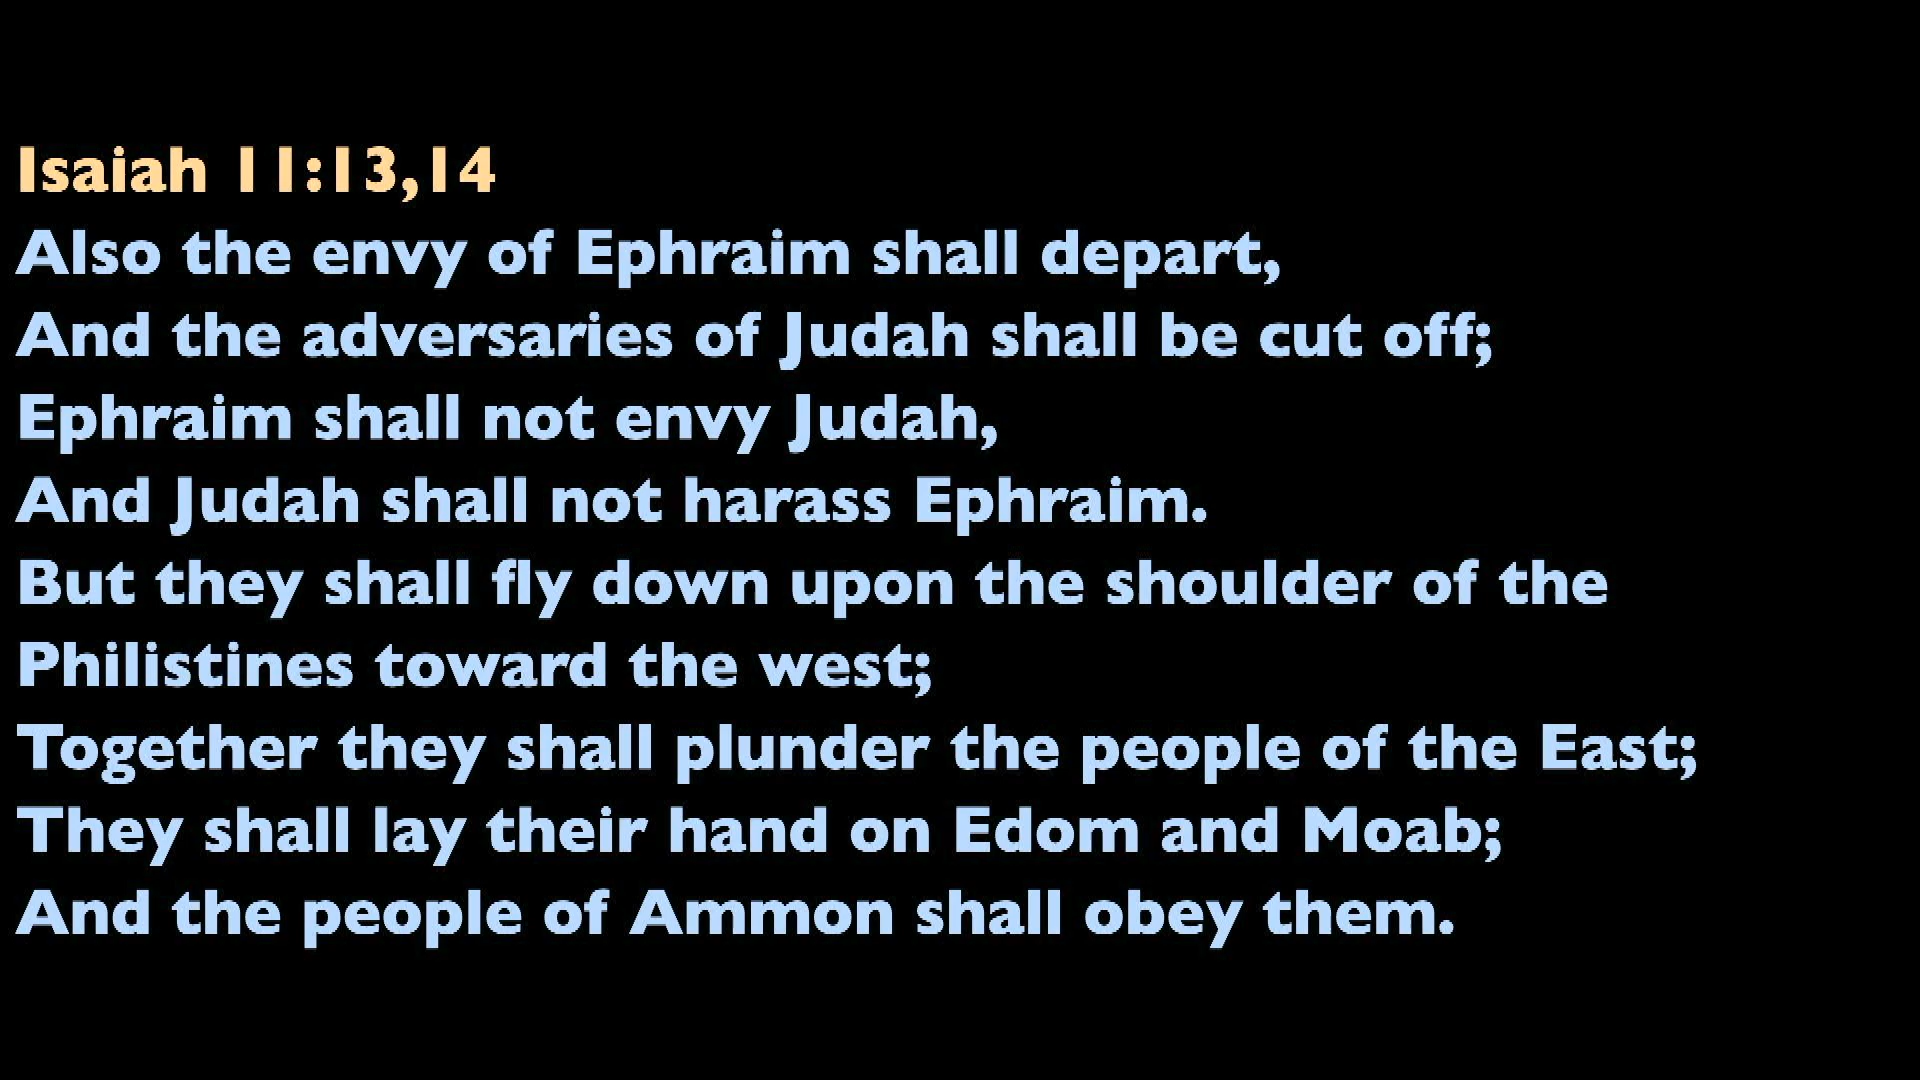 Isaiah 11:13,14
Also the envy of Ephraim shall depart,
And the adversaries of Judah shall be cut off;
Ephraim shall not envy Judah,
And Judah shall not harass Ephraim.
But they shall fly down upon the shoulder of the
Philistines toward the west;
Together they shall plunder the people of the East;
They shall lay their hand on Edom and Moab;
And the people of Ammon shall obey them.